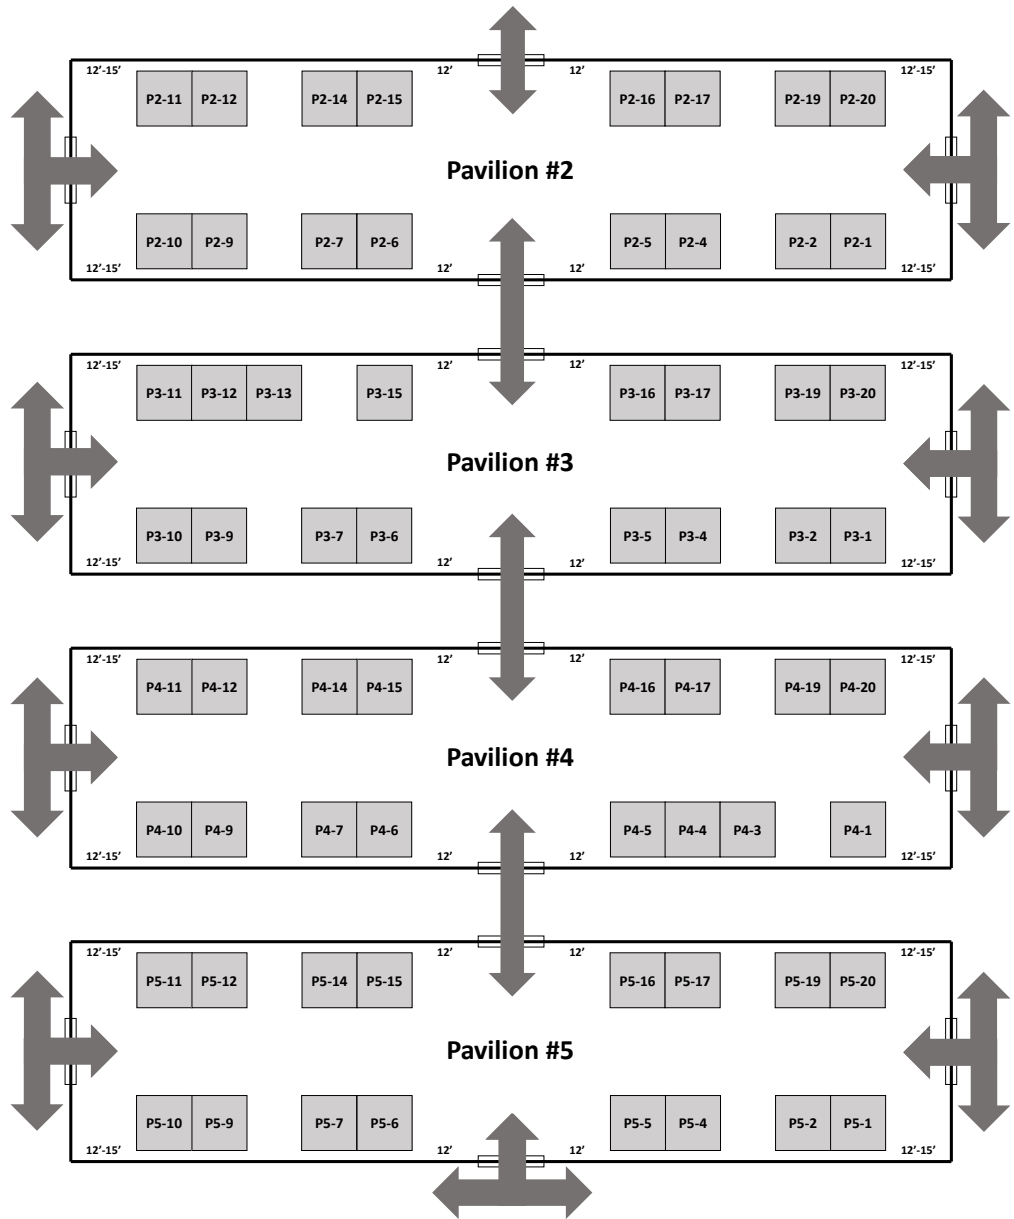 12'-15' 12' 12' 12'-15'
P2-11 P2-12 P2-14 P2-15 P2-16 P2-17 P2-19 P2-20
Pavilion #2
P2-10 P2-9 P2-7 P2-6 P2-5 P2-4 P2-2 P2-1
12'-15' 12' 12' 12'-15'
12'-15' 12' 12' 12'-15'
P3-11 P3-12 P3-13 P3-15 P3-16 P3-17 P3-19 P3-20
Pavilion #3
P3-10 P3-9 P3-7 P3-6 P3-5 P3-4 P3-2 P3-1
12'-15' 12' 12' 12'-15'
12'-15' 12' 12' 12'-15'
P4-11 P4-12 P4-14 P4-15 P4-16 P4-17 P4-19 P4-20
Pavilion #4
P4-10 P4-9 P4-7 P4-6 P4-5 P4-4 P4-3 P4-1
12'-15' 12' 12' 12'-15'
12'-15' 12' 12' 12'-15'
P5-11 P5-12 P5-14 P5-15 P5-16 P5-17 P5-19 P5-20
Pavilion #5
P5-10 P5-9 P5-7 P5-6 P5-5 P5-4 P5-2 P5-1
12'-15' 12' 12' 12'-15'